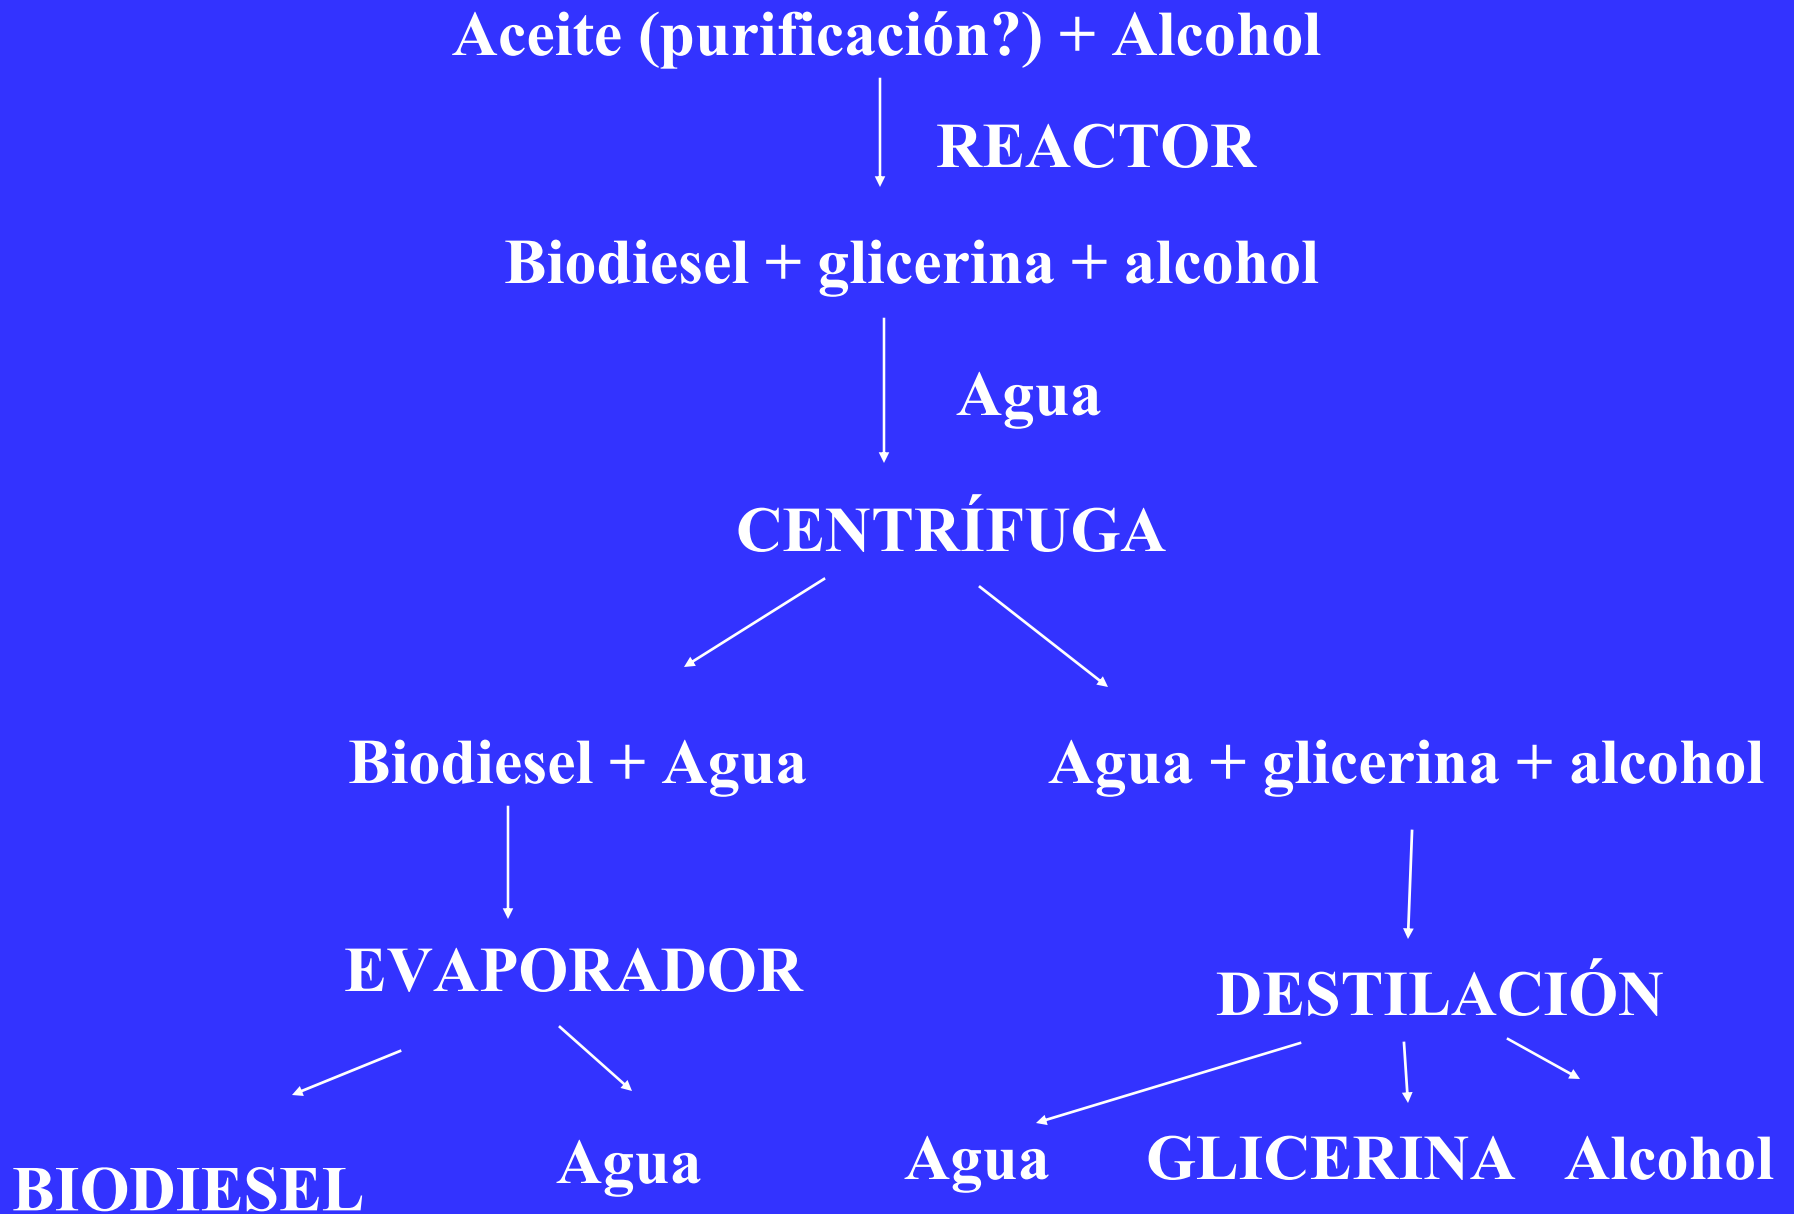 Aceite (purificación?) + Alcohol
REACTOR
Biodiesel + glicerina + alcohol
Agua
CENTRÍFUGA
Biodiesel + Agua
Agua + glicerina + alcohol
EVAPORADOR
DESTILACIÓN
BIODIESEL
Agua
Agua
GLICERINA
Alcohol